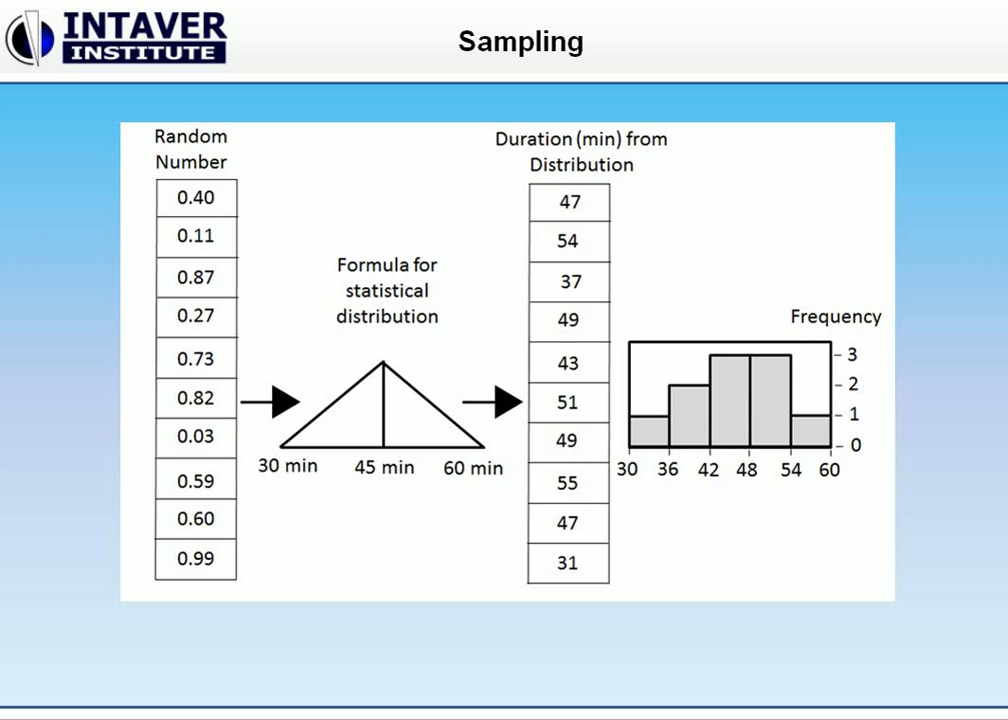 INTAVER
INSTITUTE
Sampling
Random
Number
0.40
0.11
0.87
0.27
0.73
0.82
0.03
0.59
0.60
0.99
Formula for
statistical
distribution
30 min 45 min 60 min
Duration (min) from
Distribution
47
54
37
49
43
51
49
55
47
31
Frequency
3
2
1
0
30 36 42 48 54 60